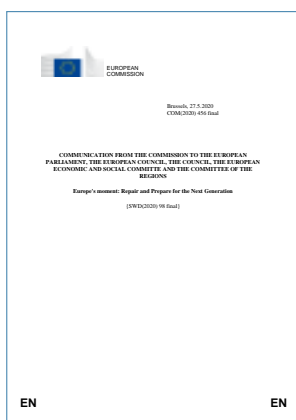 EUROPEAN
COMMISSION
Brussels, 27.5.2020
COM(2020) 456 final
COMMUNICATION FROM THE COMMISSION TO THE EUROPEAN
PARLIAMENT, THE EUROPEAN COUNCIL, THE COUNCIL, THE EUROPEAN
ECONOMIC AND SOCIAL COMMITTE AND THE COMMITTEE OF THE
REGIONS
Europe's moment: Repair and Prepare for the Next Generation
[SWD(2020) 98 final]
EN EN